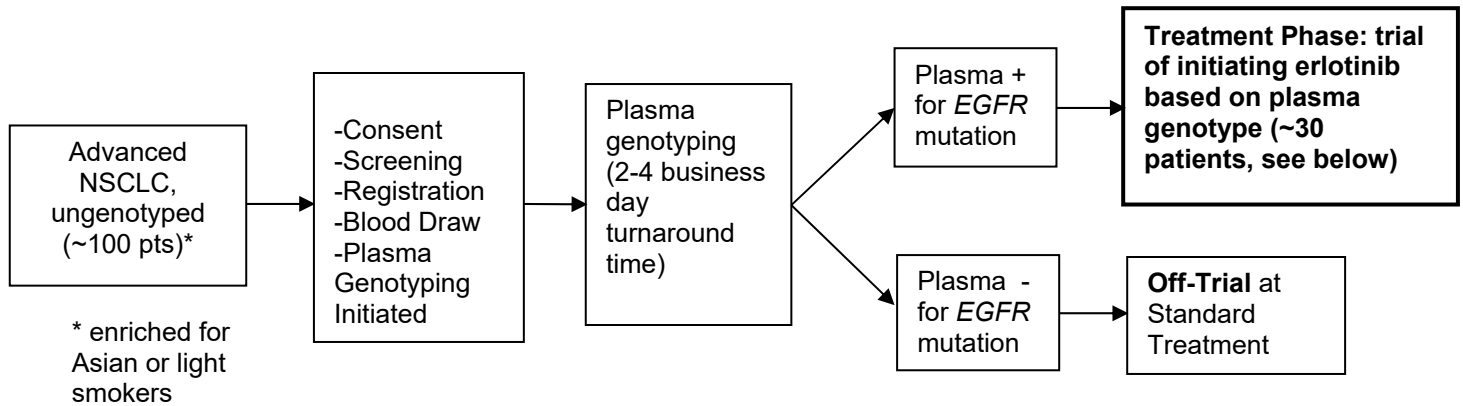 Advanced
NSCLC,
ungenotyped
(~100 pts)*
* enriched for
Asian or light
smokers
-Consent
-Screening
-Registration
-Blood Draw
-Plasma
Genotyping
Initiated
Plasma
genotyping
(2-4 business
day
turnaround
time)
Plasma +
for EGFR
mutation
Treatment Phase: trial
of initiating erlotinib
based on plasma
genotype (~30
patients, see below)
Plasma -
for EGFR
mutation
Off-Trial at
Standard
Treatment